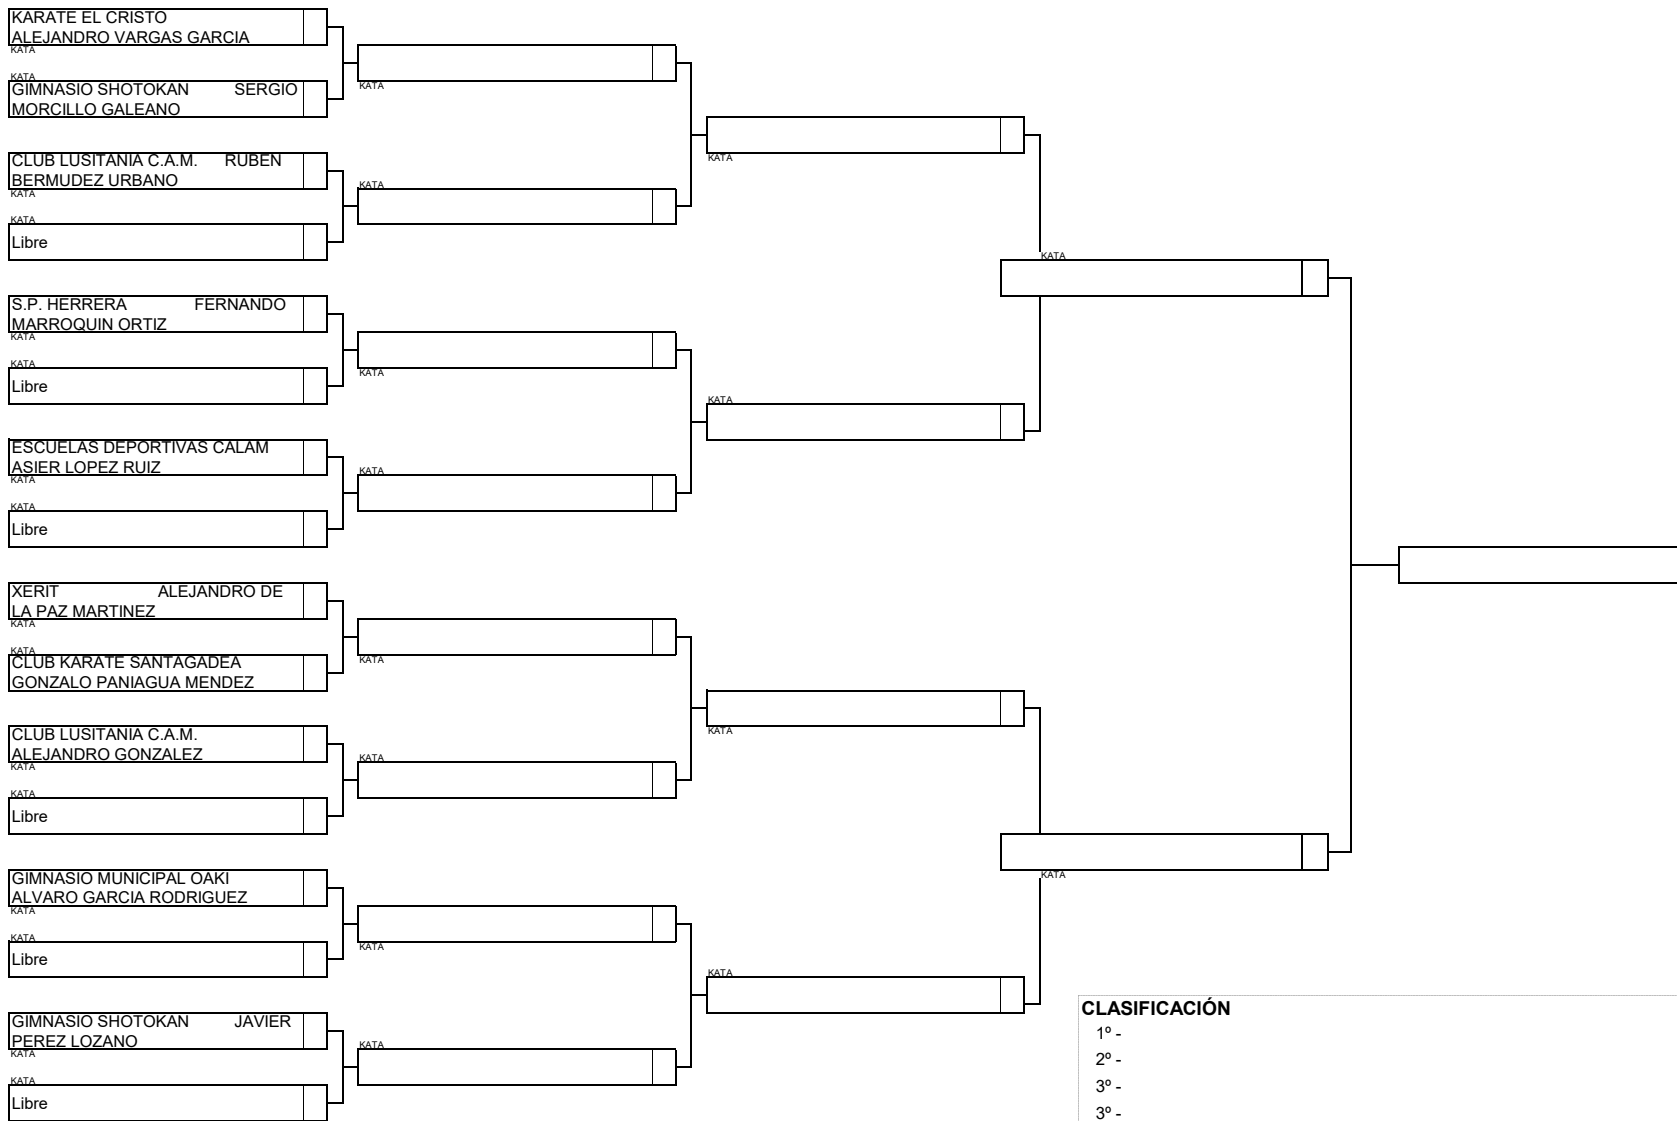 KARATE EL CRISTO
ALEJANDRO VARGAS GARCIA
KATA
KATA
GIMNASIO SHOTOKAN SERGIO
MORCILLO GALEANO
CLUB LUSITANIA C.A.M. RUBEN
BERMUDEZ URBANO
KATA
KATA
Libre
S.P. HERRERA FERNANDO
MARROQUIN ORTIZ
KATA
KATA
Libre
ESCUELAS DEPORTIVAS CALAM
ASIER LOPEZ RUIZ
KATA
KATA
Libre
XERIT ALEJANDRO DE
LA PAZ MARTINEZ
KATA
KATA
CLUB KARATE SANTAGADEA
GONZALO PANIAGUA MENDEZ
CLUB LUSITANIA C.A.M.
ALEJANDRO GONZALEZ
KATA
KATA
Libre
GIMNASIO MUNICIPAL OAKI
ALVARO GARCIA RODRIGUEZ
KATA
KATA
Libre
GIMNASIO SHOTOKAN JAVIER
PEREZ LOZANO
KATA
KATA
Libre
KATA
KATA
KATA
KATA
KATA
KATA
KATA
KATA
KATA
KATA
KATA
KATA
KATA
KATA
CLASIFICACIÓN
1º -
2º -
3º -
3º -